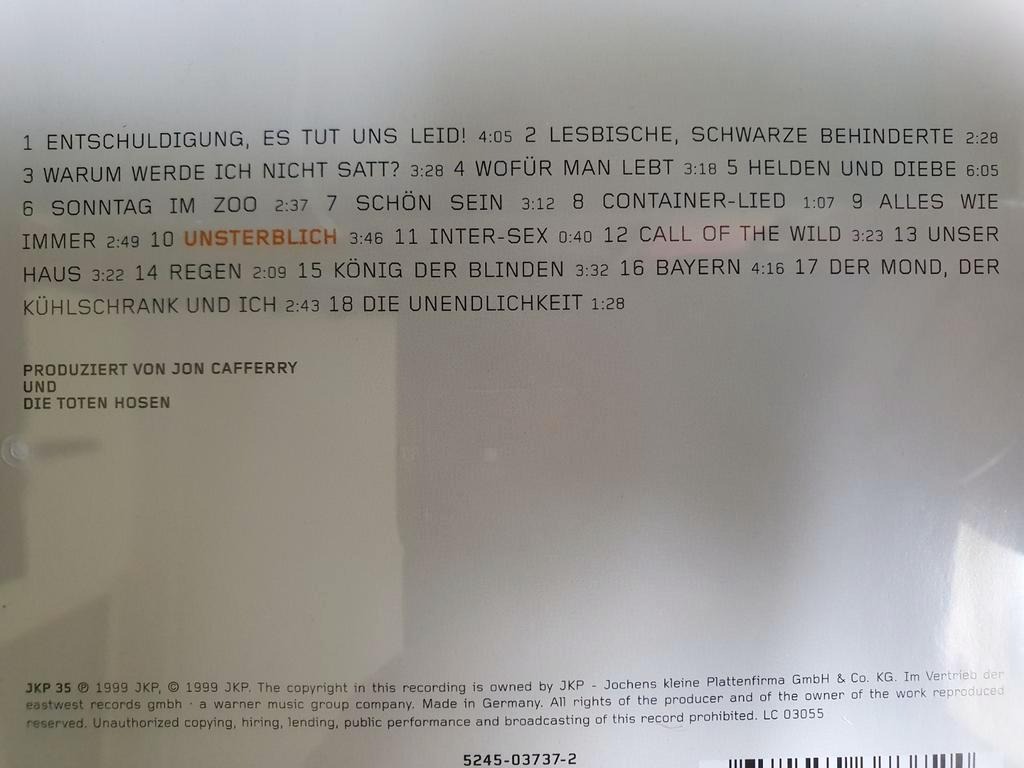 1 ENTSCHULDIGUNG, ES TUT UNS LEID! 4:05 2 LESBISCHE, SCHWARZE BEHINDERTE 2:28
3 WARUM WERDE ICH NICHT SATT? 3:28 4 WOFÜR MAN LEBT 3:18 5 HELDEN UND DIEBE 6:05
6 SONNTAG IM ZOO 2:37 7 SCHÖN SEIN 3:12 8 CONTAINER-LIED 1:07 9 ALLES WIE
IMMER 2:49 10 UNSTERBLICH 3:46 11 INTER-SEX 0:40 12 CALL OF THE WILD 3:23 13 UNSER
HAUS 3:22 14 REGEN 2:09 15 KÖNIG DER BLINDEN 3:32 16 BAYERN 4:16 17 DER MOND, DER
KÜHLSCHRANK UND ICH 2:43 18 DIE UNENDLICHKEIT 1:28
PRODUZIERT VON JON CAFFERRY
UND
DIE TOTEN HOSEN
JKP 35 ℗ 1999 JKP, © 1999 JKP. The copyright in this recording is owned by JKP - Jochens kleine Plattenfirma GmbH & Co. KG. Im Vertrieb der
eastwest records gmbh · a warner music group company. Made in Germany. All rights of the producer and of the owner of the work reproduced
reserved. Unauthorized copying, hiring, lending, public performance and broadcasting of this record prohibited. LC 03055
5245-03737-2